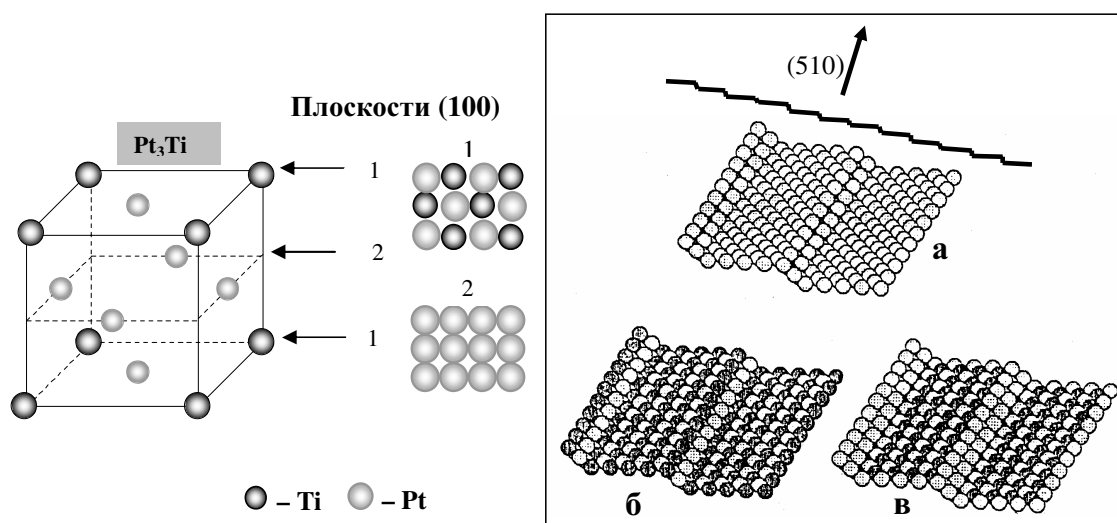 Плоскости (100)
Pt₃Ti
1
2
1
1
2
– Ti
– Pt
(510)
а
б
в